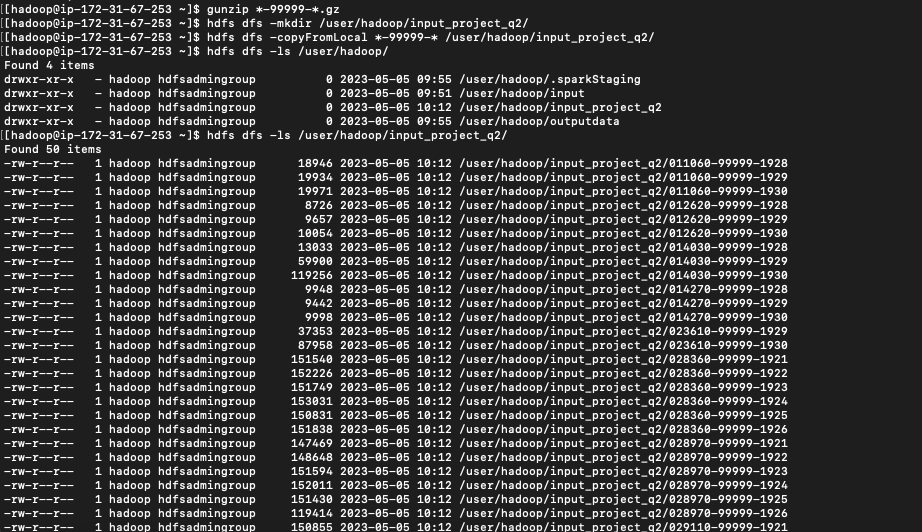 [[hadoop@ip-172-31-67-253 ~]$ gunzip *-99999-*.gz
[[hadoop@ip-172-31-67-253 ~]$ hdfs dfs -mkdir /user/hadoop/input_project_q2/
[[hadoop@ip-172-31-67-253 ~]$ hdfs dfs -copyFromLocal *-99999-* /user/hadoop/input_project_q2/
[[hadoop@ip-172-31-67-253 ~]$ hdfs dfs -ls /user/hadoop/
Found 4 items
drwxr-xr-x   - hadoop hdfsadmingroup          0 2023-05-05 09:55 /user/hadoop/.sparkStaging
drwxr-xr-x   - hadoop hdfsadmingroup          0 2023-05-05 09:51 /user/hadoop/input
drwxr-xr-x   - hadoop hdfsadmingroup          0 2023-05-05 10:12 /user/hadoop/input_project_q2
drwxr-xr-x   - hadoop hdfsadmingroup          0 2023-05-05 09:55 /user/hadoop/outputdata
[[hadoop@ip-172-31-67-253 ~]$ hdfs dfs -ls /user/hadoop/input_project_q2/
Found 50 items
-rw-r--r--   1 hadoop hdfsadmingroup      18946 2023-05-05 10:12 /user/hadoop/input_project_q2/011060-99999-1928
-rw-r--r--   1 hadoop hdfsadmingroup      19934 2023-05-05 10:12 /user/hadoop/input_project_q2/011060-99999-1929
-rw-r--r--   1 hadoop hdfsadmingroup      19971 2023-05-05 10:12 /user/hadoop/input_project_q2/011060-99999-1930
-rw-r--r--   1 hadoop hdfsadmingroup       8726 2023-05-05 10:12 /user/hadoop/input_project_q2/012620-99999-1928
-rw-r--r--   1 hadoop hdfsadmingroup       9657 2023-05-05 10:12 /user/hadoop/input_project_q2/012620-99999-1929
-rw-r--r--   1 hadoop hdfsadmingroup      10054 2023-05-05 10:12 /user/hadoop/input_project_q2/012620-99999-1930
-rw-r--r--   1 hadoop hdfsadmingroup      13033 2023-05-05 10:12 /user/hadoop/input_project_q2/014030-99999-1928
-rw-r--r--   1 hadoop hdfsadmingroup      59900 2023-05-05 10:12 /user/hadoop/input_project_q2/014030-99999-1929
-rw-r--r--   1 hadoop hdfsadmingroup     119256 2023-05-05 10:12 /user/hadoop/input_project_q2/014030-99999-1930
-rw-r--r--   1 hadoop hdfsadmingroup       9948 2023-05-05 10:12 /user/hadoop/input_project_q2/014270-99999-1928
-rw-r--r--   1 hadoop hdfsadmingroup       9442 2023-05-05 10:12 /user/hadoop/input_project_q2/014270-99999-1929
-rw-r--r--   1 hadoop hdfsadmingroup       9998 2023-05-05 10:12 /user/hadoop/input_project_q2/014270-99999-1930
-rw-r--r--   1 hadoop hdfsadmingroup      37353 2023-05-05 10:12 /user/hadoop/input_project_q2/023610-99999-1929
-rw-r--r--   1 hadoop hdfsadmingroup      87958 2023-05-05 10:12 /user/hadoop/input_project_q2/023610-99999-1930
-rw-r--r--   1 hadoop hdfsadmingroup     151540 2023-05-05 10:12 /user/hadoop/input_project_q2/028360-99999-1921
-rw-r--r--   1 hadoop hdfsadmingroup     152226 2023-05-05 10:12 /user/hadoop/input_project_q2/028360-99999-1922
-rw-r--r--   1 hadoop hdfsadmingroup     151749 2023-05-05 10:12 /user/hadoop/input_project_q2/028360-99999-1923
-rw-r--r--   1 hadoop hdfsadmingroup     153031 2023-05-05 10:12 /user/hadoop/input_project_q2/028360-99999-1924
-rw-r--r--   1 hadoop hdfsadmingroup     150831 2023-05-05 10:12 /user/hadoop/input_project_q2/028360-99999-1925
-rw-r--r--   1 hadoop hdfsadmingroup     151838 2023-05-05 10:12 /user/hadoop/input_project_q2/028360-99999-1926
-rw-r--r--   1 hadoop hdfsadmingroup     147469 2023-05-05 10:12 /user/hadoop/input_project_q2/028970-99999-1921
-rw-r--r--   1 hadoop hdfsadmingroup     148648 2023-05-05 10:12 /user/hadoop/input_project_q2/028970-99999-1922
-rw-r--r--   1 hadoop hdfsadmingroup     151594 2023-05-05 10:12 /user/hadoop/input_project_q2/028970-99999-1923
-rw-r--r--   1 hadoop hdfsadmingroup     152011 2023-05-05 10:12 /user/hadoop/input_project_q2/028970-99999-1924
-rw-r--r--   1 hadoop hdfsadmingroup     151430 2023-05-05 10:12 /user/hadoop/input_project_q2/028970-99999-1925
-rw-r--r--   1 hadoop hdfsadmingroup     119414 2023-05-05 10:12 /user/hadoop/input_project_q2/028970-99999-1926
-rw-r--r--   1 hadoop hdfsadmingroup     150855 2023-05-05 10:12 /user/hadoop/input_project_q2/029110-99999-1921